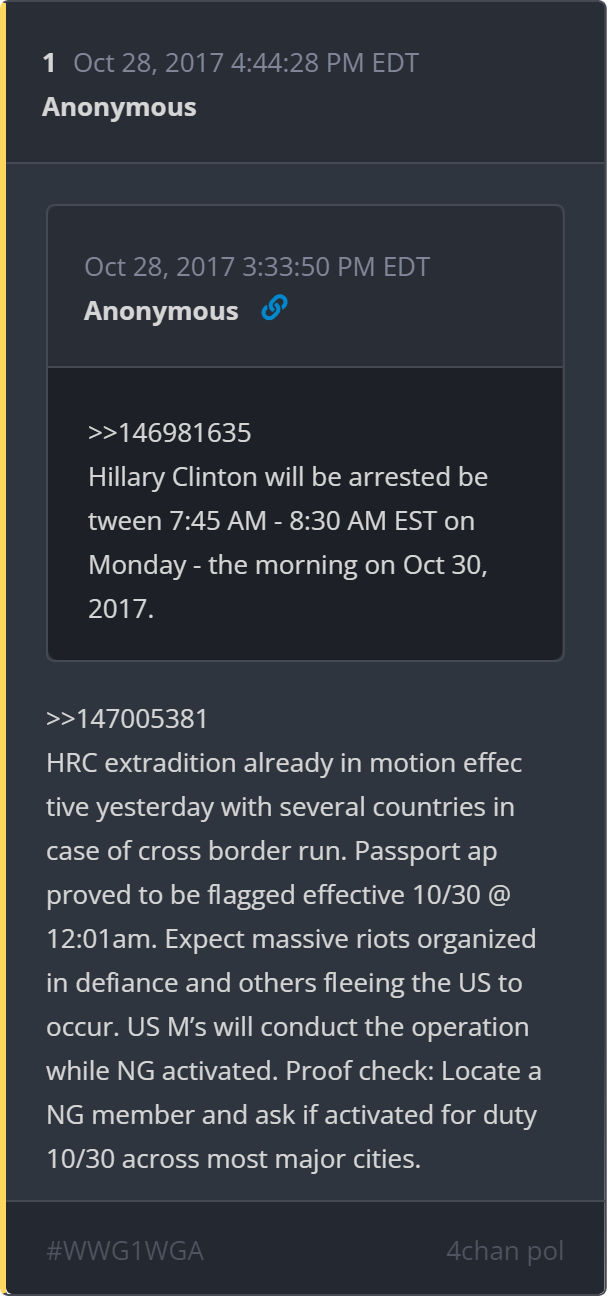 1 Oct 28, 2017 4:44:28 PM EDT
Anonymous
Oct 28, 2017 3:33:50 PM EDT
Anonymous
>>146981635
Hillary Clinton will be arrested be
tween 7:45 AM - 8:30 AM EST on
Monday - the morning on Oct 30,
2017.
>>147005381
HRC extradition already in motion effec
tive yesterday with several countries in
case of cross border run. Passport ap
proved to be flagged effective 10/30 @
12:01am. Expect massive riots organized
in defiance and others fleeing the US to
occur. US M’s will conduct the operation
while NG activated. Proof check: Locate a
NG member and ask if activated for duty
10/30 across most major cities.
#WWG1WGA 4chan pol